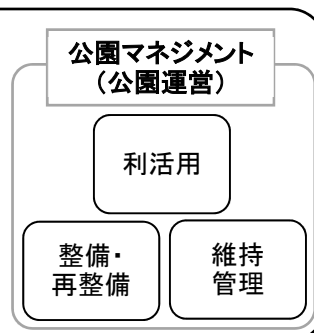 公園マネジメント
（公園運営）
利活用
整備・
再整備
維持
管理